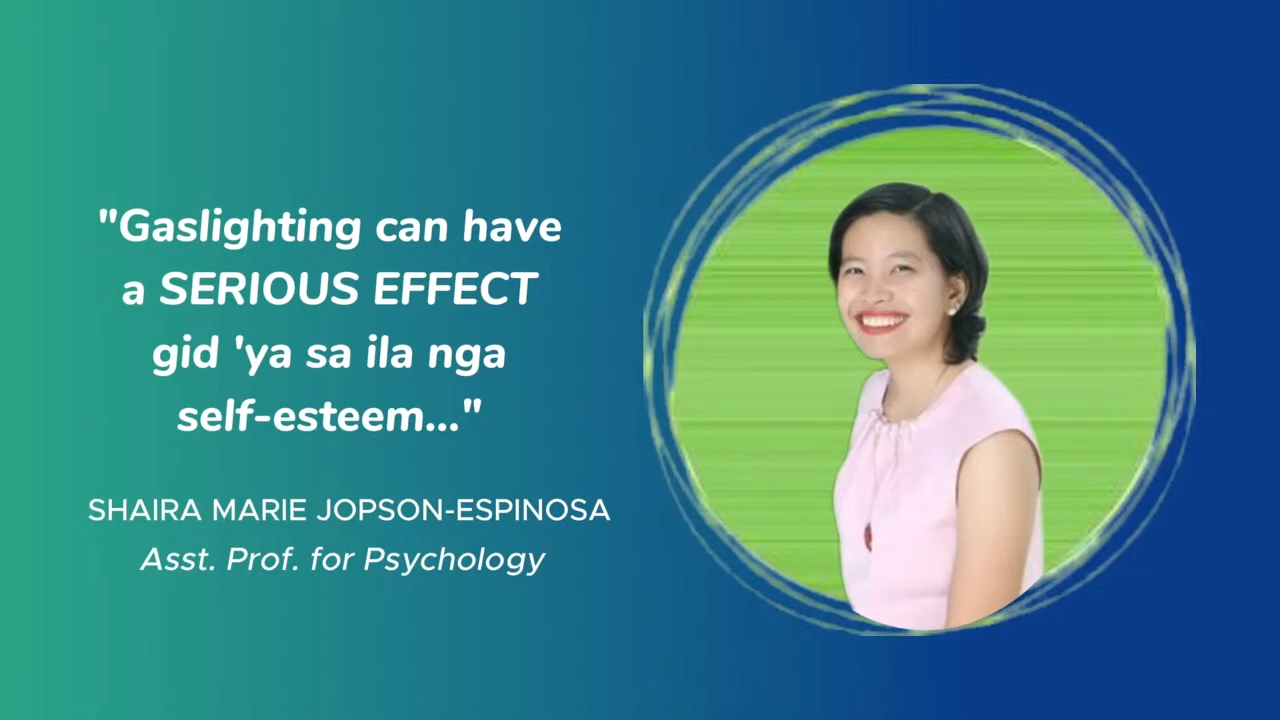 "Gaslighting can have
a SERIOUS EFFECT
gid 'ya sa ila nga
self-esteem..."
SHAIRA MARIE JOPSON-ESPINOSA
Asst. Prof. for Psychology